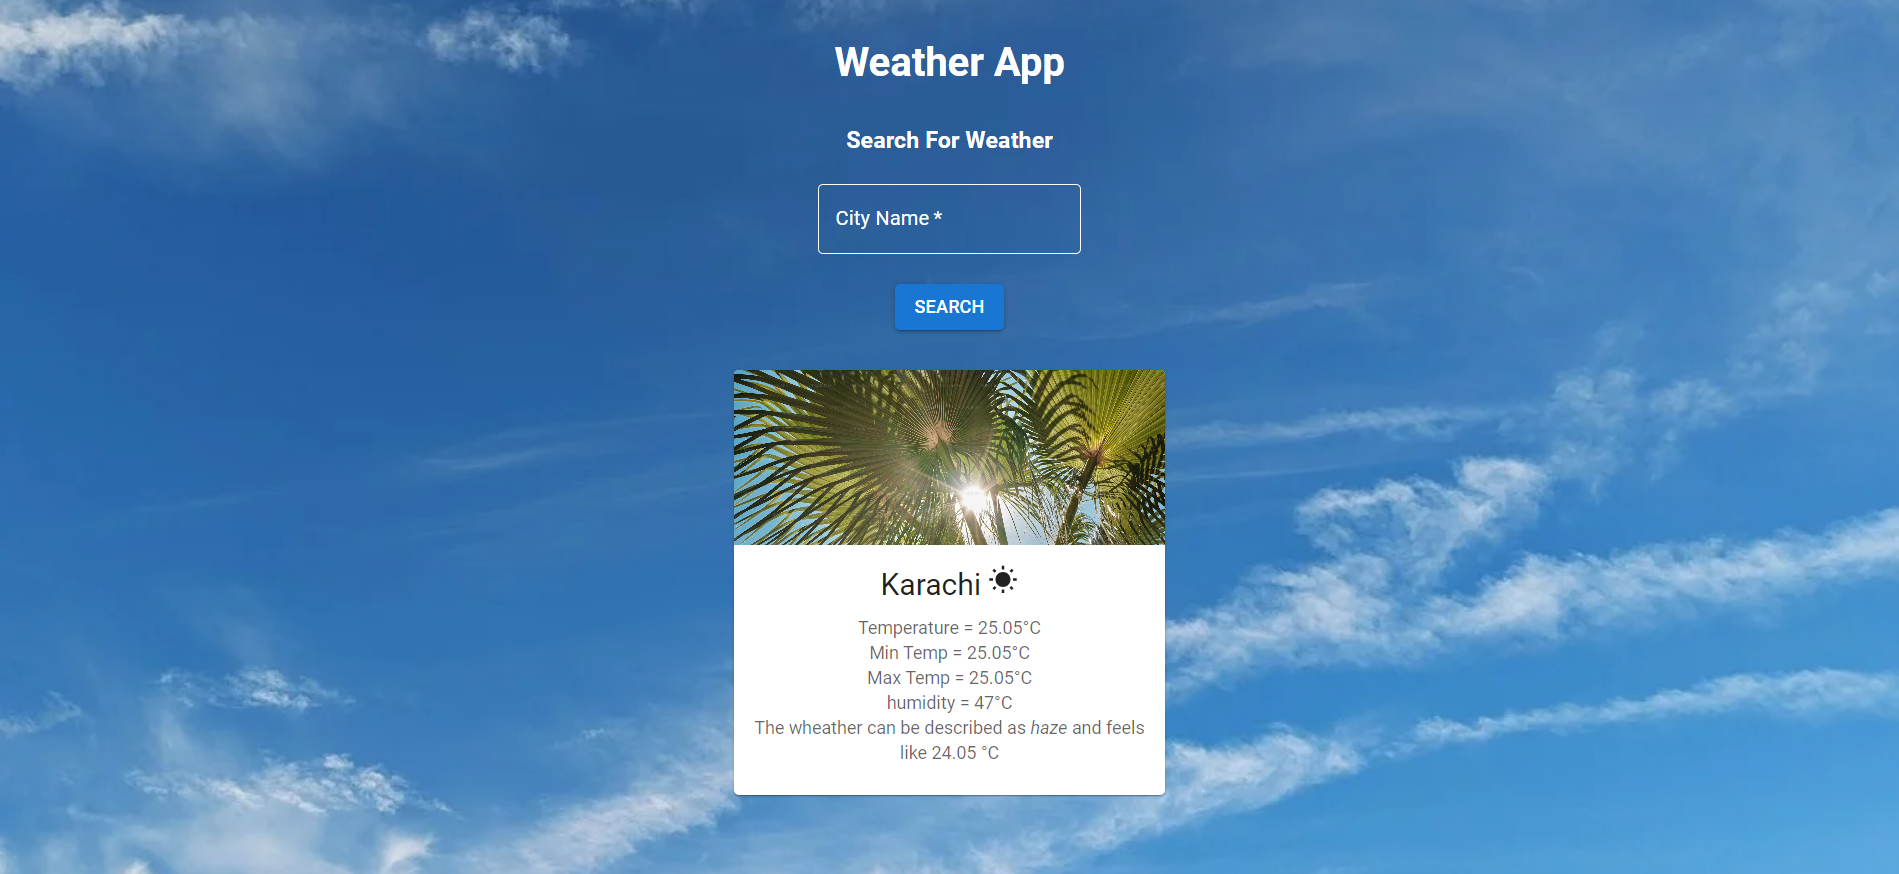 Weather App
Search For Weather
City Name *
SEARCH
Karachi
Temperature = 25.05°C
Min Temp = 25.05°C
Max Temp = 25.05°C
humidity = 47°C
The wheather can be described as haze and feels
like 24.05 °C